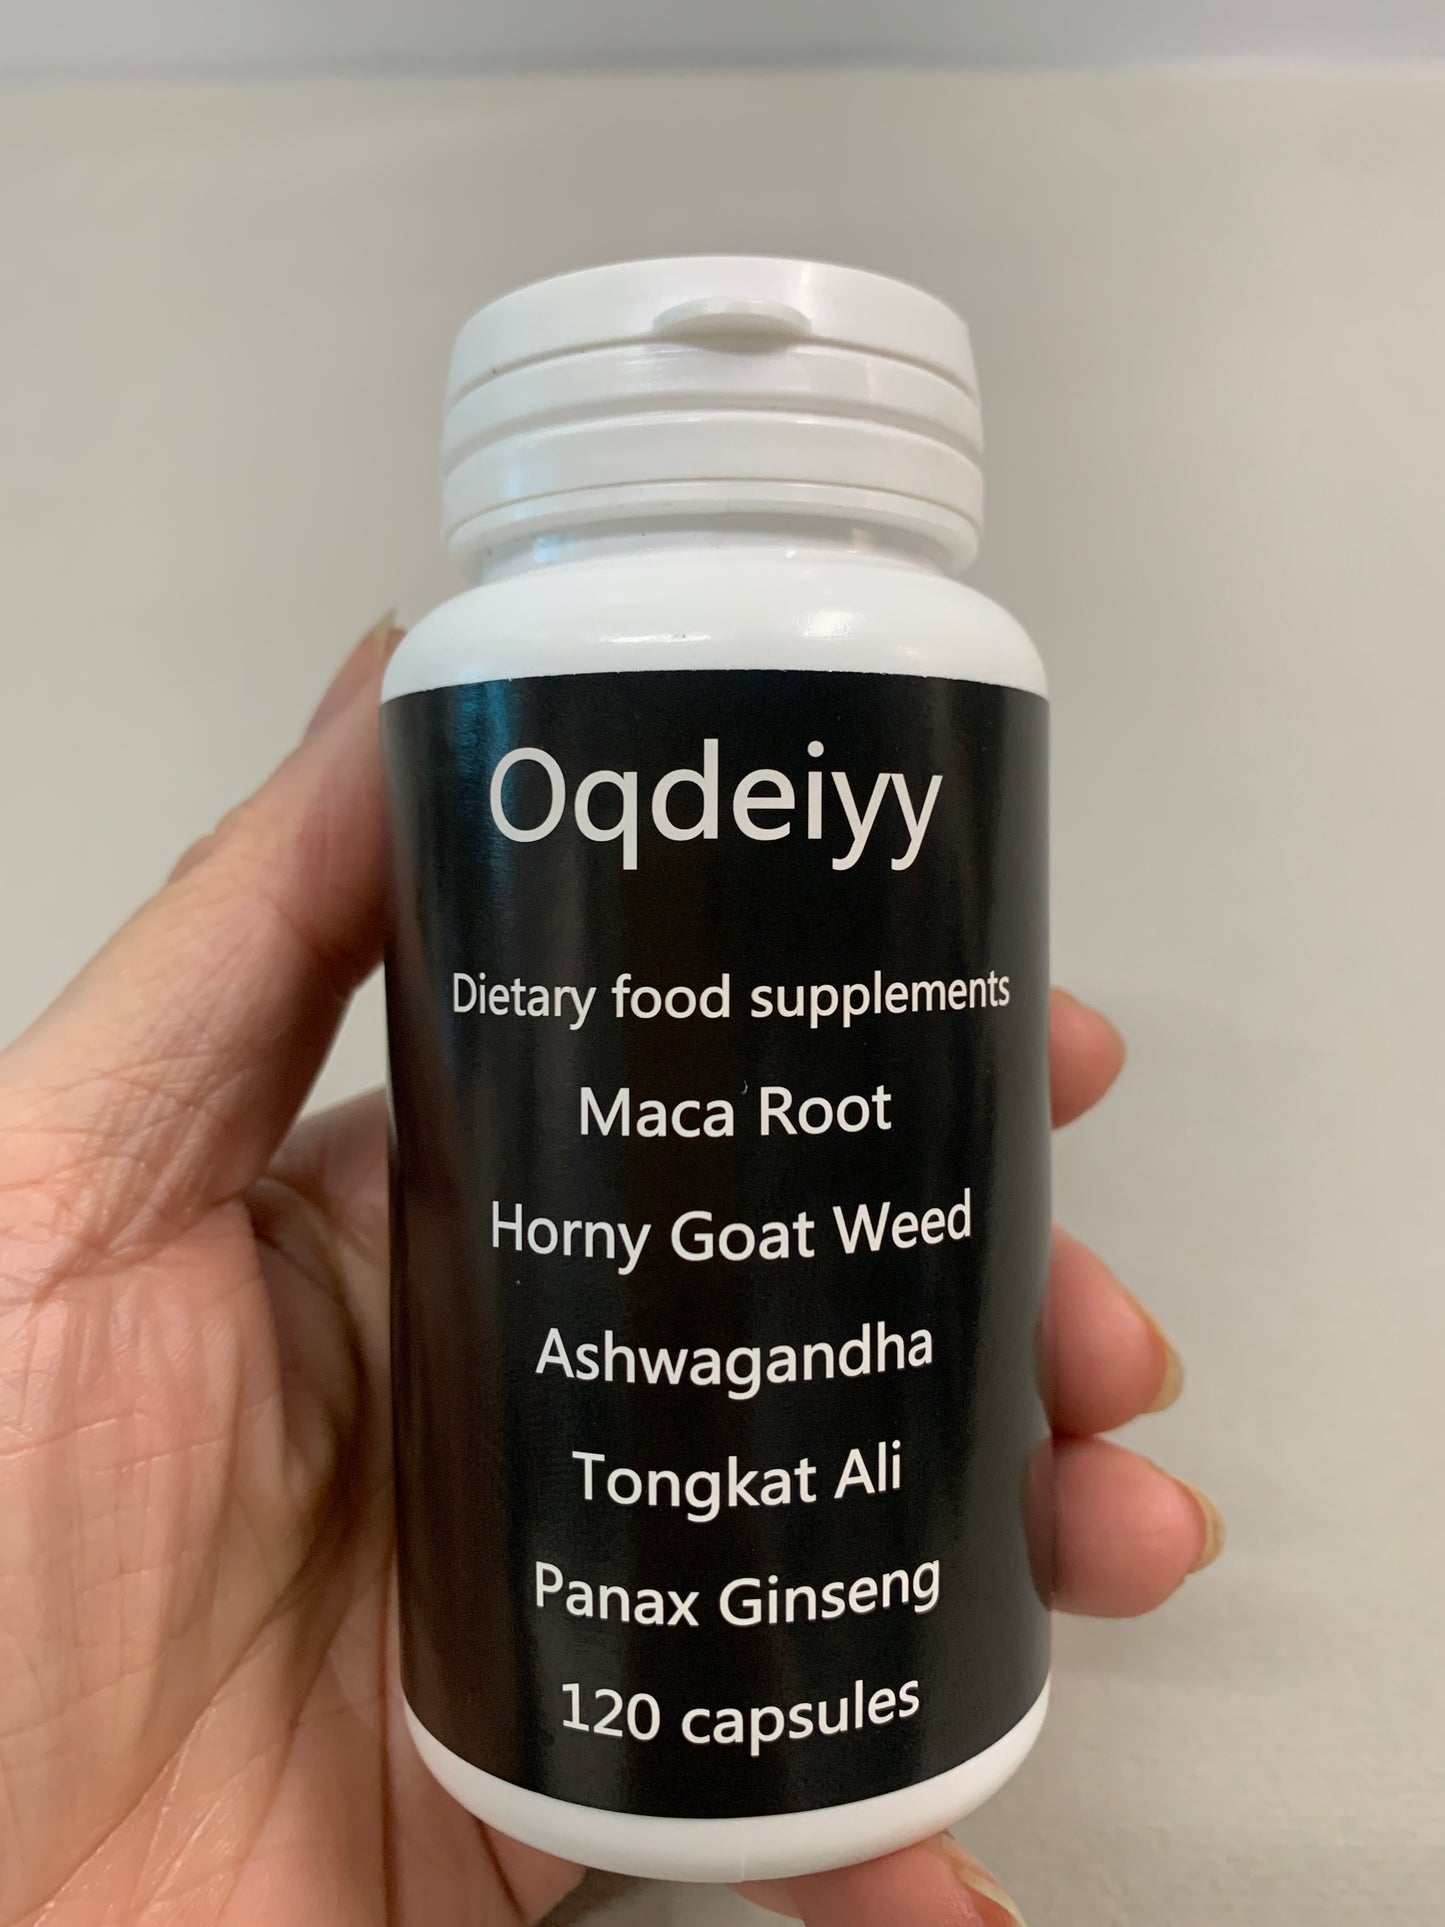 Oqdeiyy
Dietary food supplements
Maca Root
Horny Goat Weed
Ashwagandha
Tongkat Ali
Panax Ginseng
120 capsules